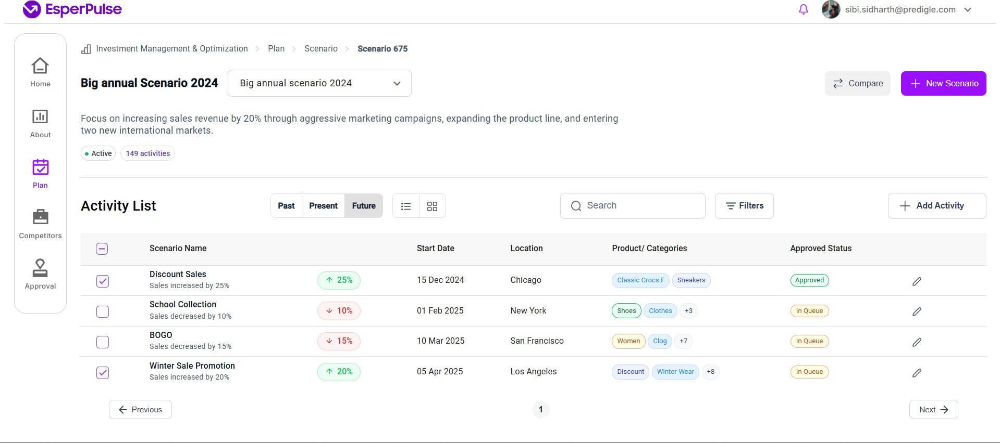 EsperPulse
sibi.sidharth@predigle.com
Investment Management & Optimization Plan Scenario Scenario 675
Home
About
Plan
Competitors
Approval
Big annual Scenario 2024
Big annual scenario 2024
Compare
New Scenario
Focus on increasing sales revenue by 20% through aggressive marketing campaigns, expanding the product line, and entering
two new international markets.
Active 149 activities
Activity List
Past Present Future
Search
Filters
Add Activity
Scenario Name Start Date Location Product/ Categories Approved Status
Discount Sales
Sales increased by 25%
25% 15 Dec 2024 Chicago Classic Crocs F Sneakers Approved
School Collection
Sales decreased by 10%
10% 01 Feb 2025 New York Shoes Clothes +3 In Queue
BOGO
Sales decreased by 15%
15% 10 Mar 2025 San Francisco Women Clog +7 In Queue
Winter Sale Promotion
Sales increased by 20%
20% 05 Apr 2025 Los Angeles Discount Winter Wear +8 In Queue
Previous 1 Next